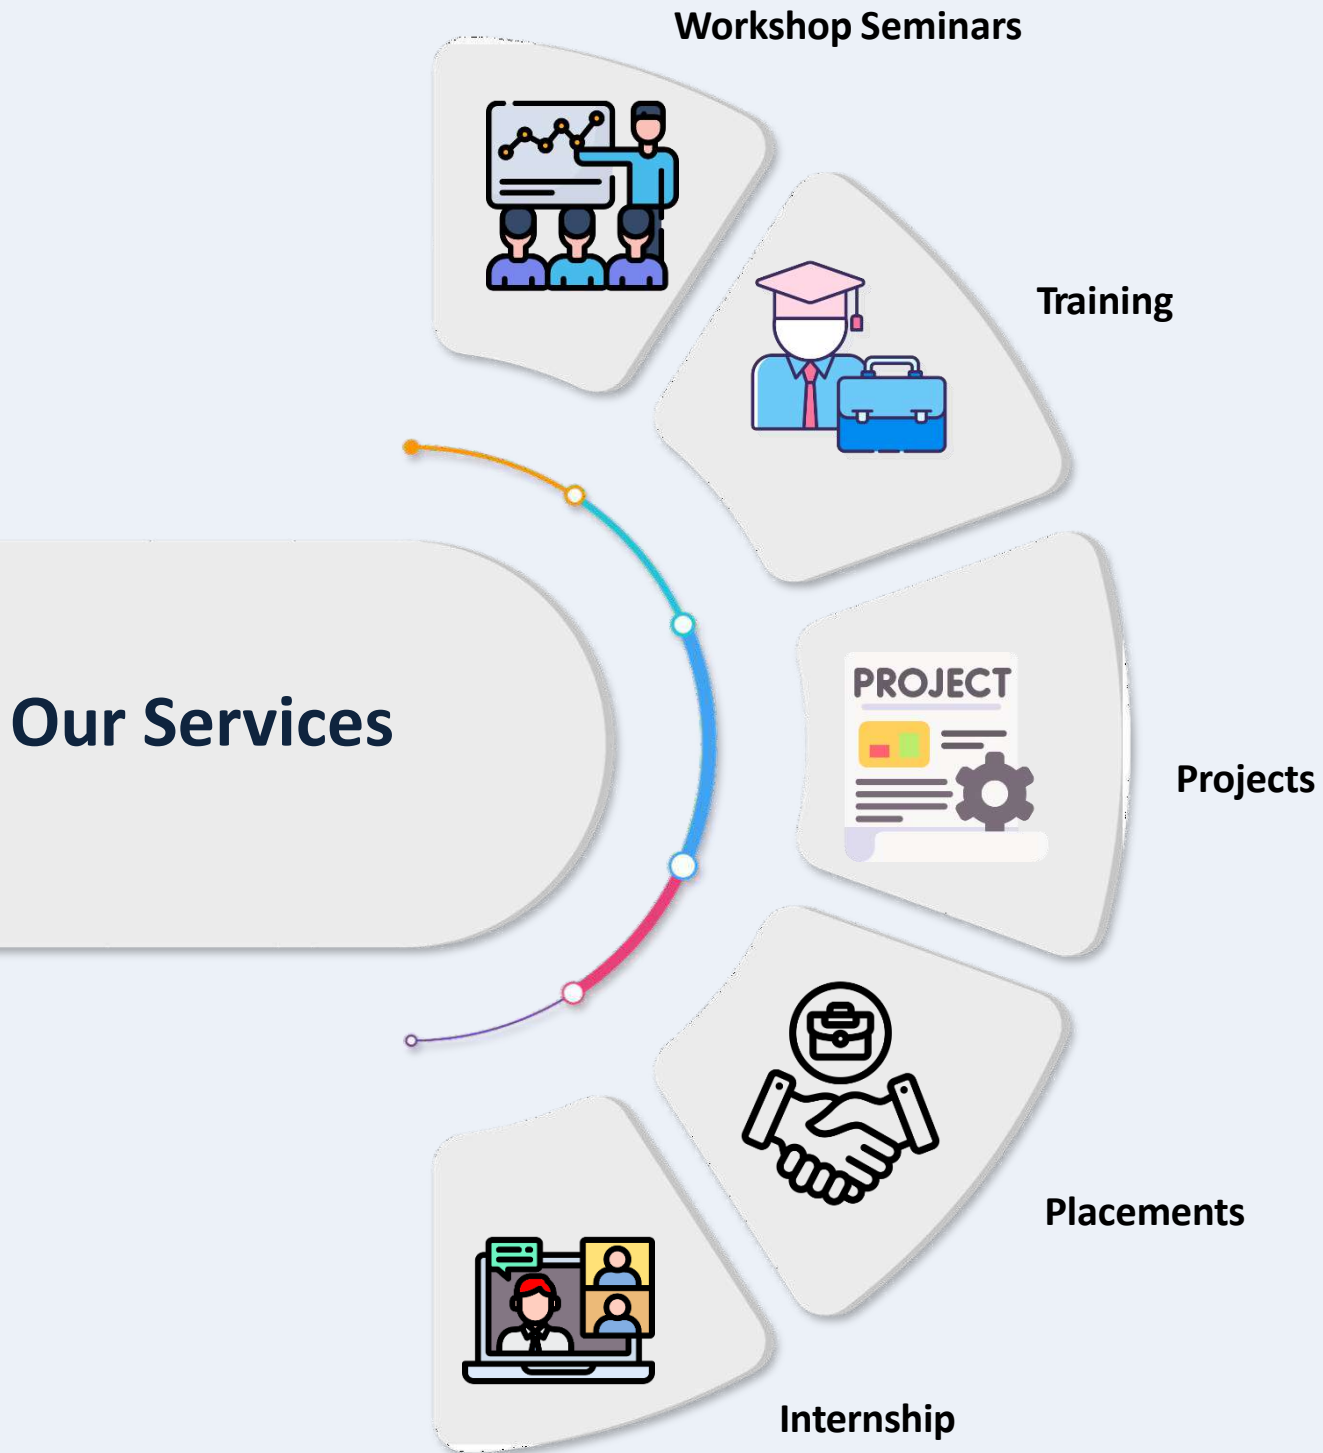 Workshop Seminars
Training
PROJECT
Our Services
Projects
Placements
Internship